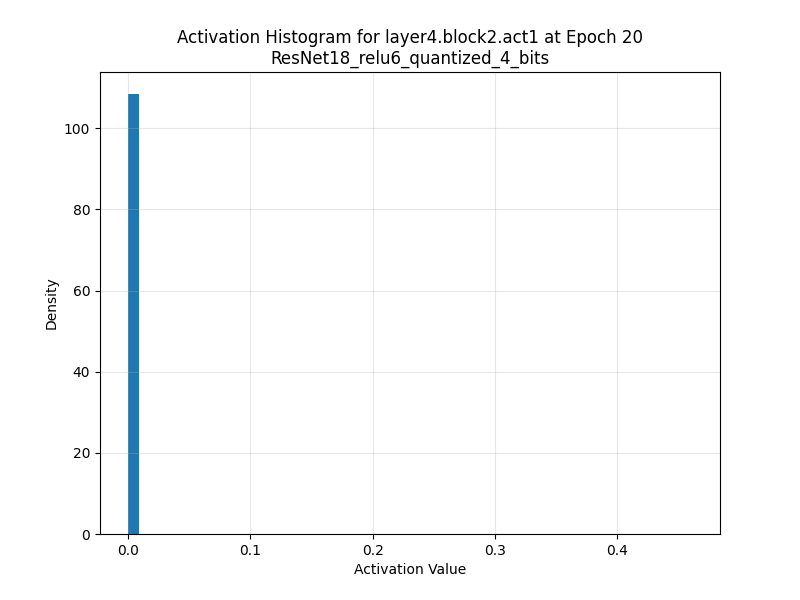 Activation Histogram for layer4.block2.act1 at Epoch 20
ResNet18_relu6_quantized_4_bits
100
80
60
40
20
0
Density
0.0 0.1 0.2 0.3 0.4
Activation Value